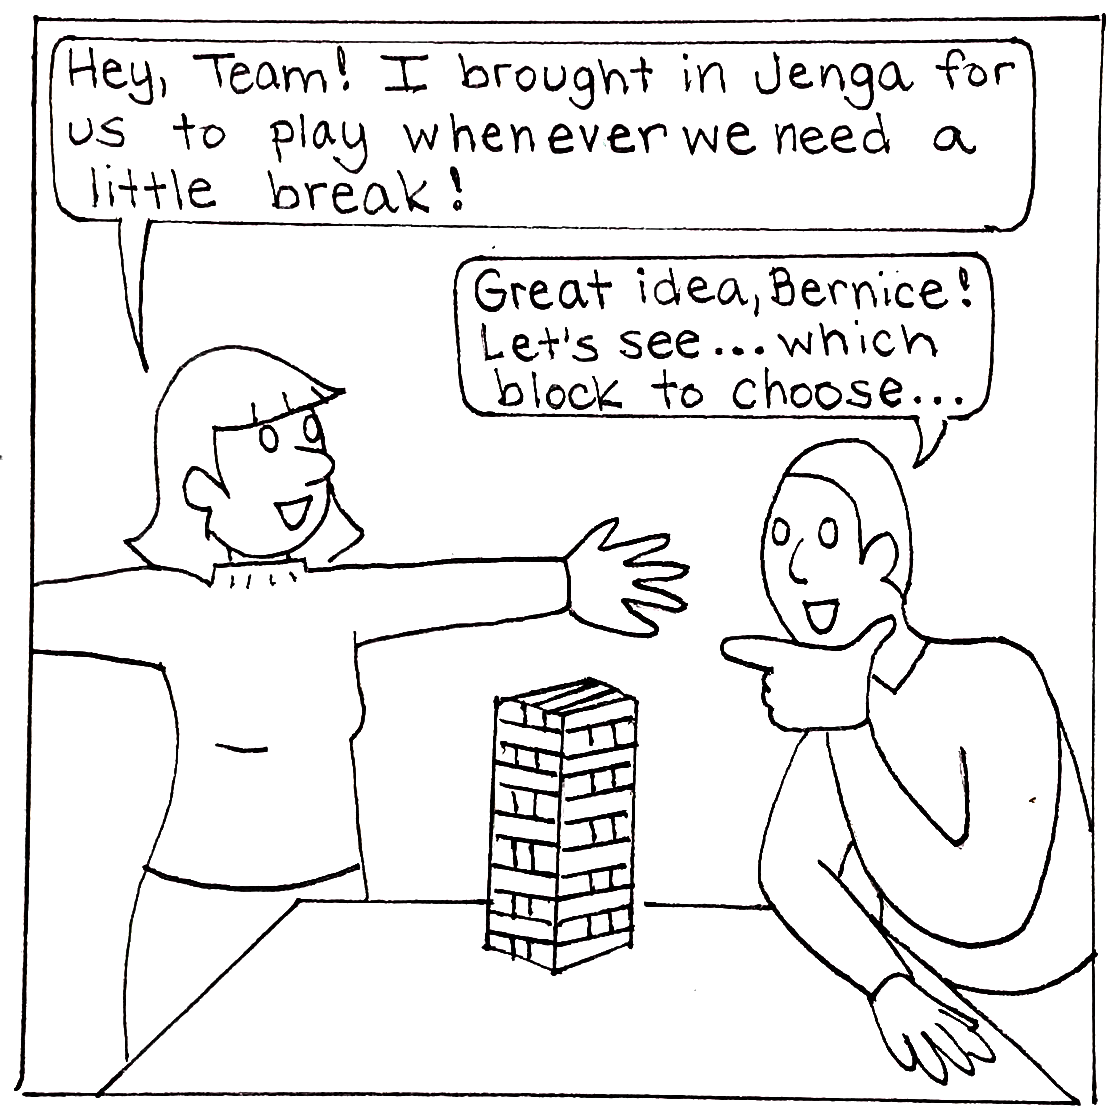 Hey, Team! I brought in Jenga for
us to play whenever we need a
little break!
Great idea, Bernice!
Let's see...which
block to choose...